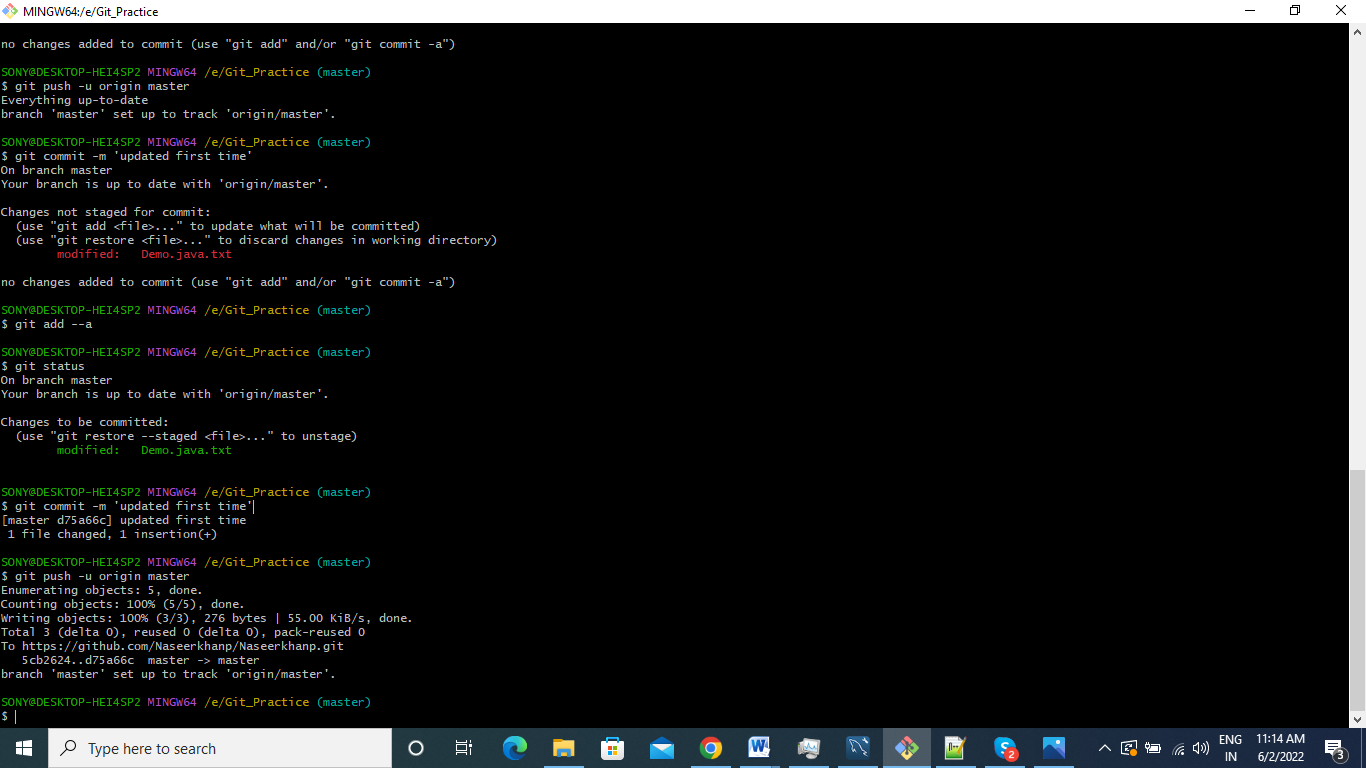 MINGW64:/e/Git_Practice
no changes added to commit (use "git add" and/or "git commit -a")
SONY@DESKTOP-HEI4SP2 MINGW64 /e/Git_Practice (master)
$ git push -u origin master
Everything up-to-date
branch 'master' set up to track 'origin/master'.
SONY@DESKTOP-HEI4SP2 MINGW64 /e/Git_Practice (master)
$ git commit -m 'updated first time'
On branch master
Your branch is up to date with 'origin/master'.
Changes not staged for commit:
  (use "git add <file>..." to update what will be committed)
  (use "git restore <file>..." to discard changes in working directory)
        modified:   Demo.java.txt
no changes added to commit (use "git add" and/or "git commit -a")
SONY@DESKTOP-HEI4SP2 MINGW64 /e/Git_Practice (master)
$ git add --a
SONY@DESKTOP-HEI4SP2 MINGW64 /e/Git_Practice (master)
$ git status
On branch master
Your branch is up to date with 'origin/master'.
Changes to be committed:
  (use "git restore --staged <file>..." to unstage)
        modified:   Demo.java.txt
SONY@DESKTOP-HEI4SP2 MINGW64 /e/Git_Practice (master)
$ git commit -m 'updated first time'
[master d75a66c] updated first time
 1 file changed, 1 insertion(+)
SONY@DESKTOP-HEI4SP2 MINGW64 /e/Git_Practice (master)
$ git push -u origin master
Enumerating objects: 5, done.
Counting objects: 100% (5/5), done.
Writing objects: 100% (3/3), 276 bytes | 55.00 KiB/s, done.
Total 3 (delta 0), reused 0 (delta 0), pack-reused 0
To https://github.com/Naseerkhanp/Naseerkhanp.git
   5cb2624..d75a66c  master -> master
branch 'master' set up to track 'origin/master'.
SONY@DESKTOP-HEI4SP2 MINGW64 /e/Git_Practice (master)
$
Type here to search
W
S
2
ENG
IN
11:14 AM
6/2/2022
3